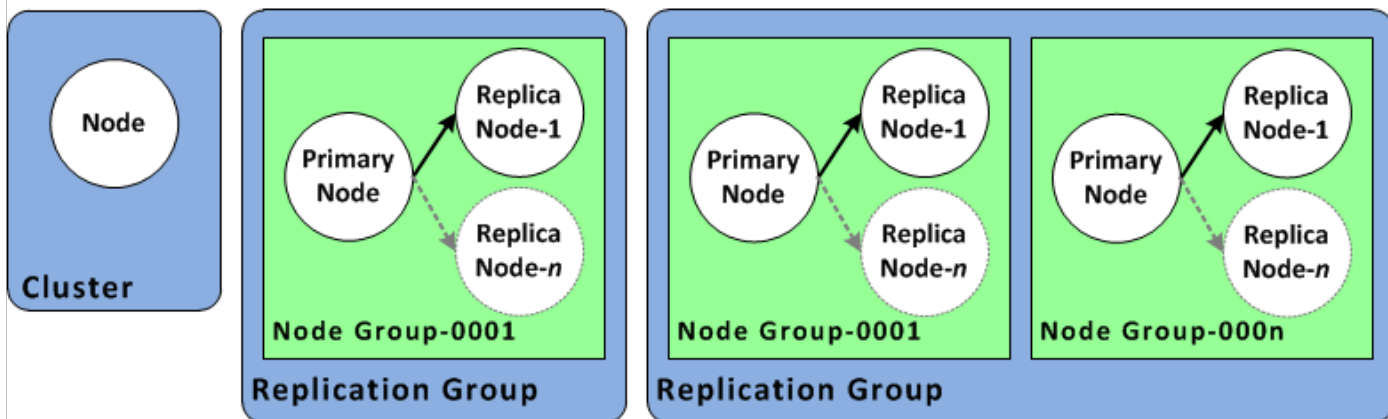 Node
Cluster
Primary
Node
Replica
Node-1
Replica
Node-n
Node Group-0001
Replication Group
Primary
Node
Replica
Node-1
Replica
Node-n
Node Group-0001
Primary
Node
Replica
Node-1
Replica
Node-n
Node Group-000n
Replication Group